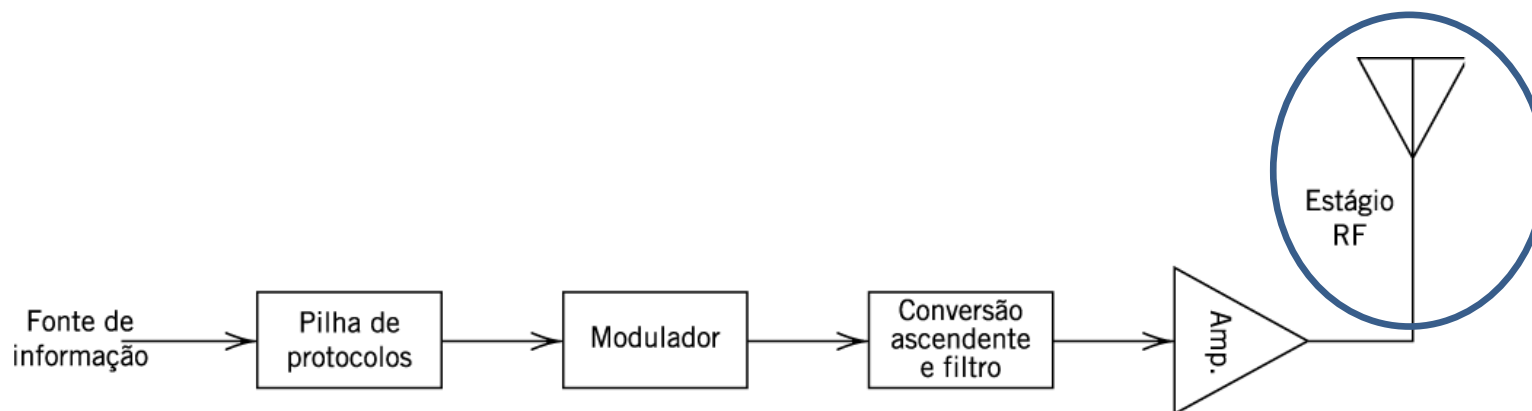 Estágio
RF
Fonte de
informação
Pilha de
protocolos
Modulador
Conversão
ascendente
e filtro
Amp.